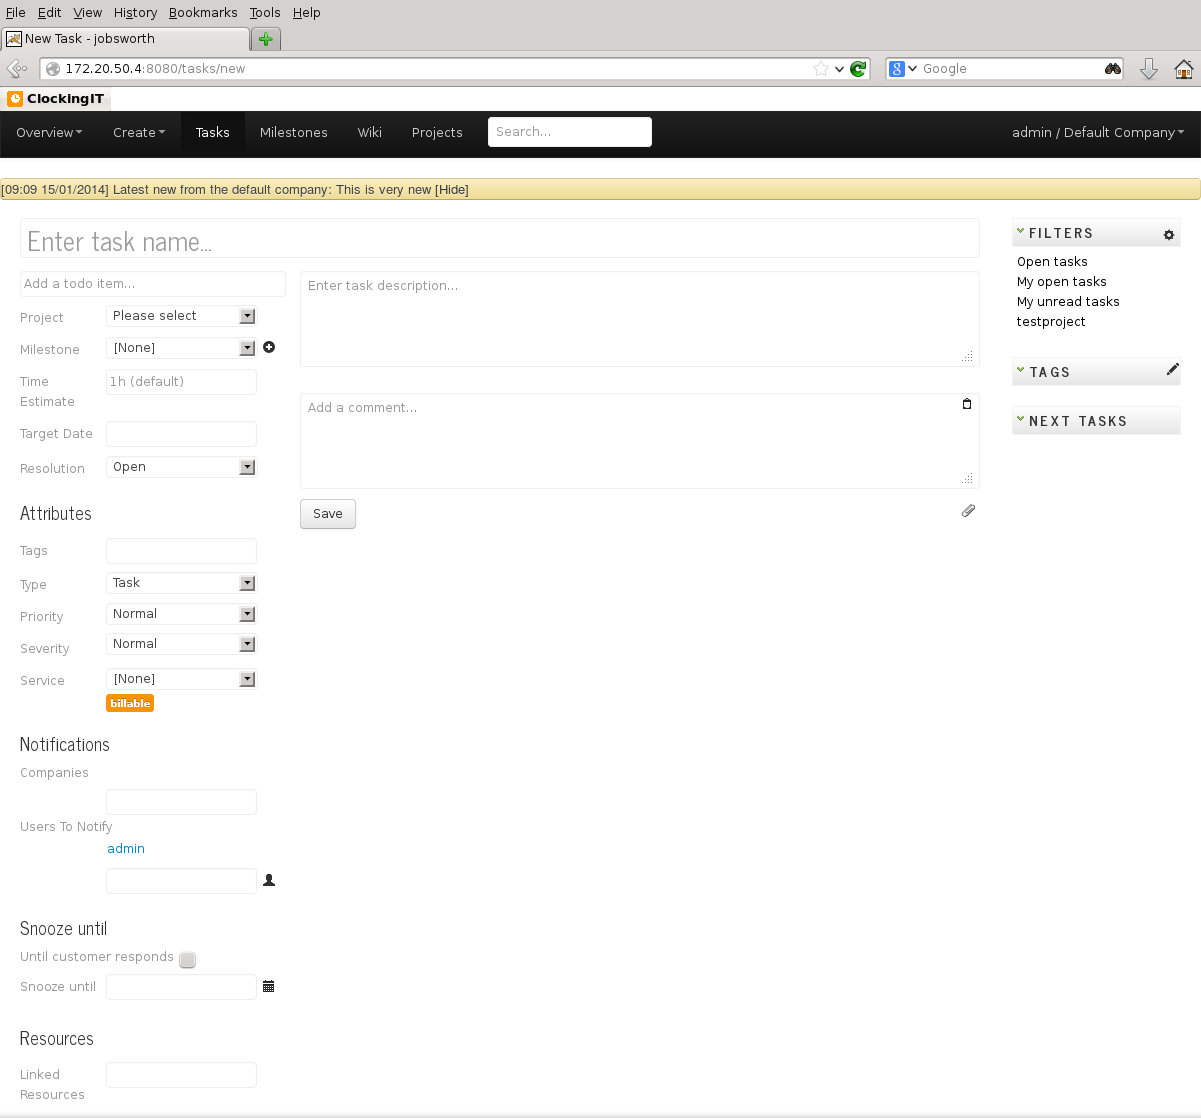 File Edit View History Bookmarks Tools Help
New Task - jobsworth
172.20.50.4:8080/tasks/new
Google
ClockingIT
Overview Create Tasks Milestones Wiki Projects Search... admin / Default Company
[09:09 15/01/2014] Latest new from the default company: This is very new [Hide]
Enter task name...
Add a todo item...
Project Please select
Milestone [None]
Time Estimate 1h (default)
Target Date
Resolution Open
Attributes
Tags
Type Task
Priority Normal
Severity Normal
Service [None]
billable
Notifications
Companies
Users To Notify
admin
Snooze until
Until customer responds
Snooze until
Resources
Linked
Resources
Enter task description...
Add a comment...
Save
FILTERS
Open tasks
My open tasks
My unread tasks
testproject
TAGS
NEXT TASKS